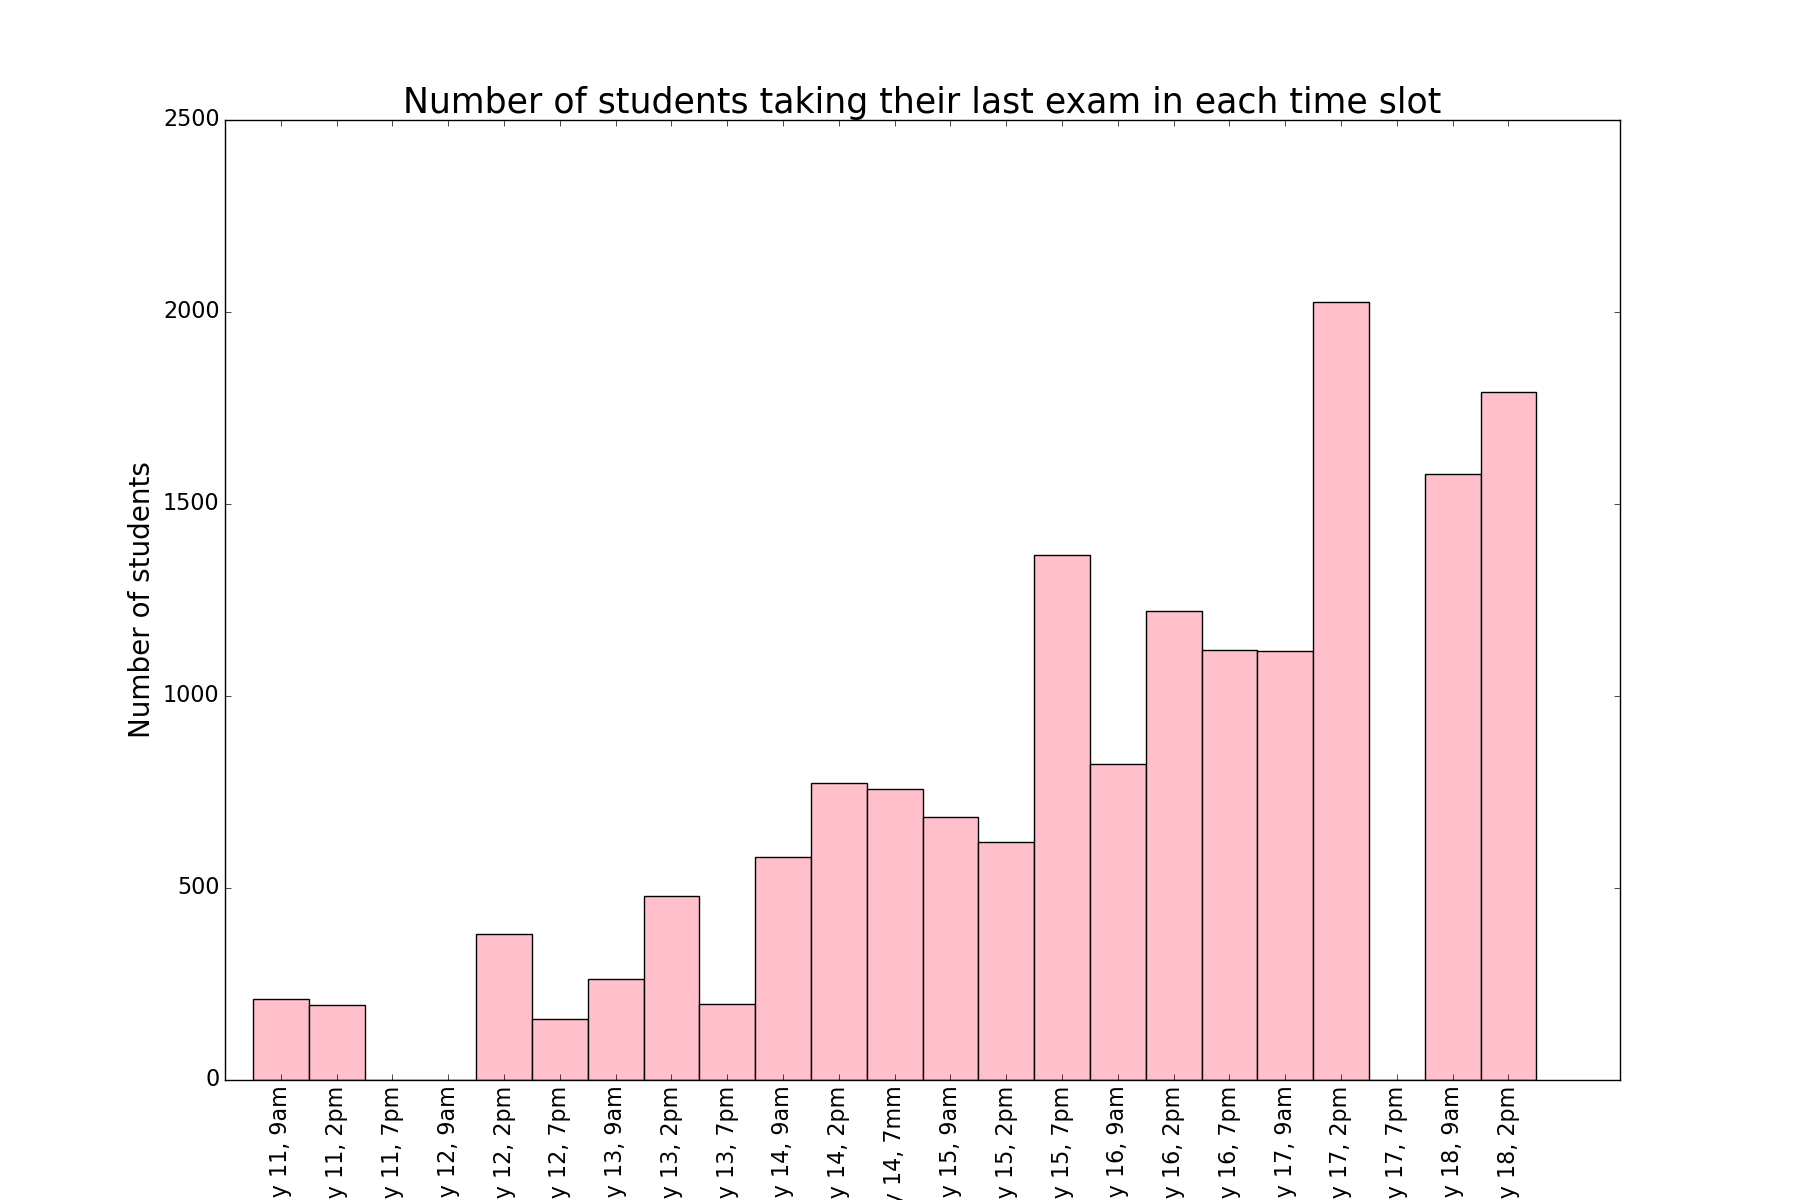 Number of students taking their last exam in each time slot
Number of students
2500
2000
1500
1000
500
0
y 11, 9am
y 11, 2pm
y 11, 7pm
y 12, 9am
y 12, 2pm
y 12, 7pm
y 13, 9am
y 13, 2pm
y 13, 7pm
y 14, 9am
y 14, 2pm
y 14, 7mm
y 15, 9am
y 15, 2pm
y 15, 7pm
y 16, 9am
y 16, 2pm
y 16, 7pm
y 17, 9am
y 17, 2pm
y 17, 7pm
y 18, 9am
y 18, 2pm